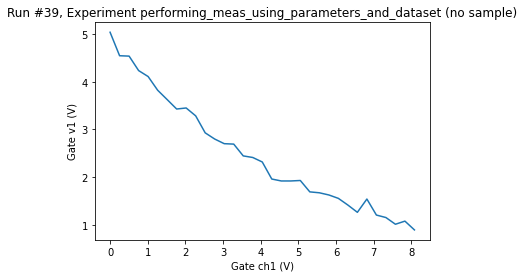 Run #39, Experiment performing_meas_using_parameters_and_dataset (no sample)
5
4
3
2
1
Gate v1 (V)
0 1 2 3 4 5 6 7 8
Gate ch1 (V)